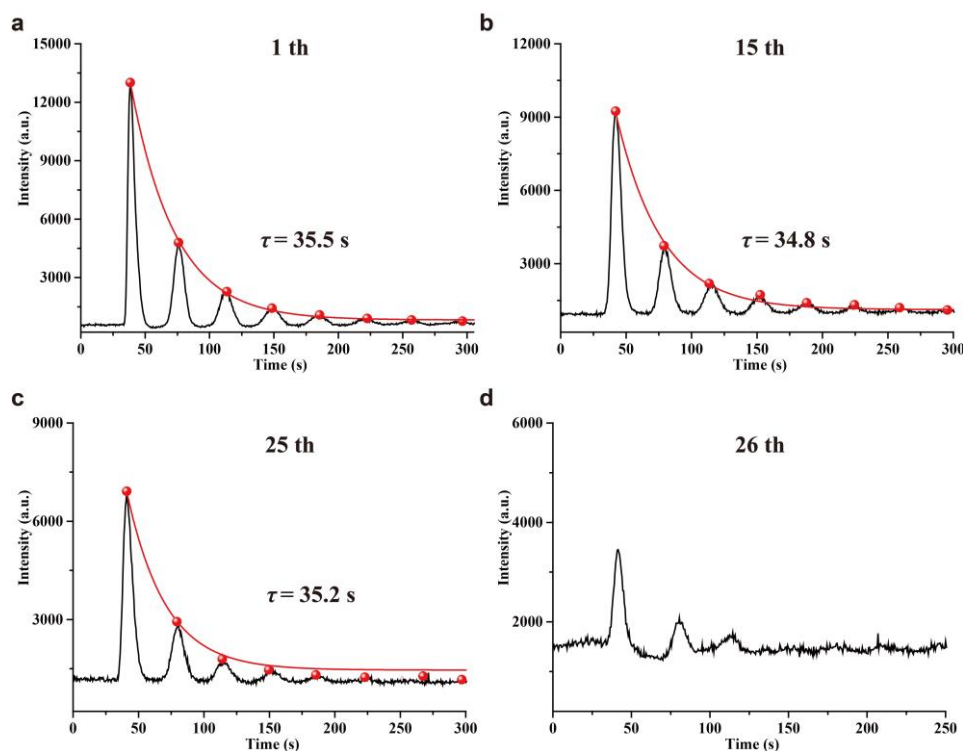 a
1 th
15000
12000
9000
6000
3000
Intensity (a.u.)
τ = 35.5 s
0 50 100 150 200 250 300
Time (s)
b
15 th
12000
9000
6000
3000
0
Intensity (a.u.)
τ = 34.8 s
0 50 100 150 200 250 300
Time (s)
c
25 th
9000
6000
3000
Intensity (a.u.)
τ = 35.2 s
0 50 100 150 200 250 300
Time (s)
d
26 th
6000
4000
2000
0
Intensity (a.u.)
0 50 100 150 200 250
Time (s)